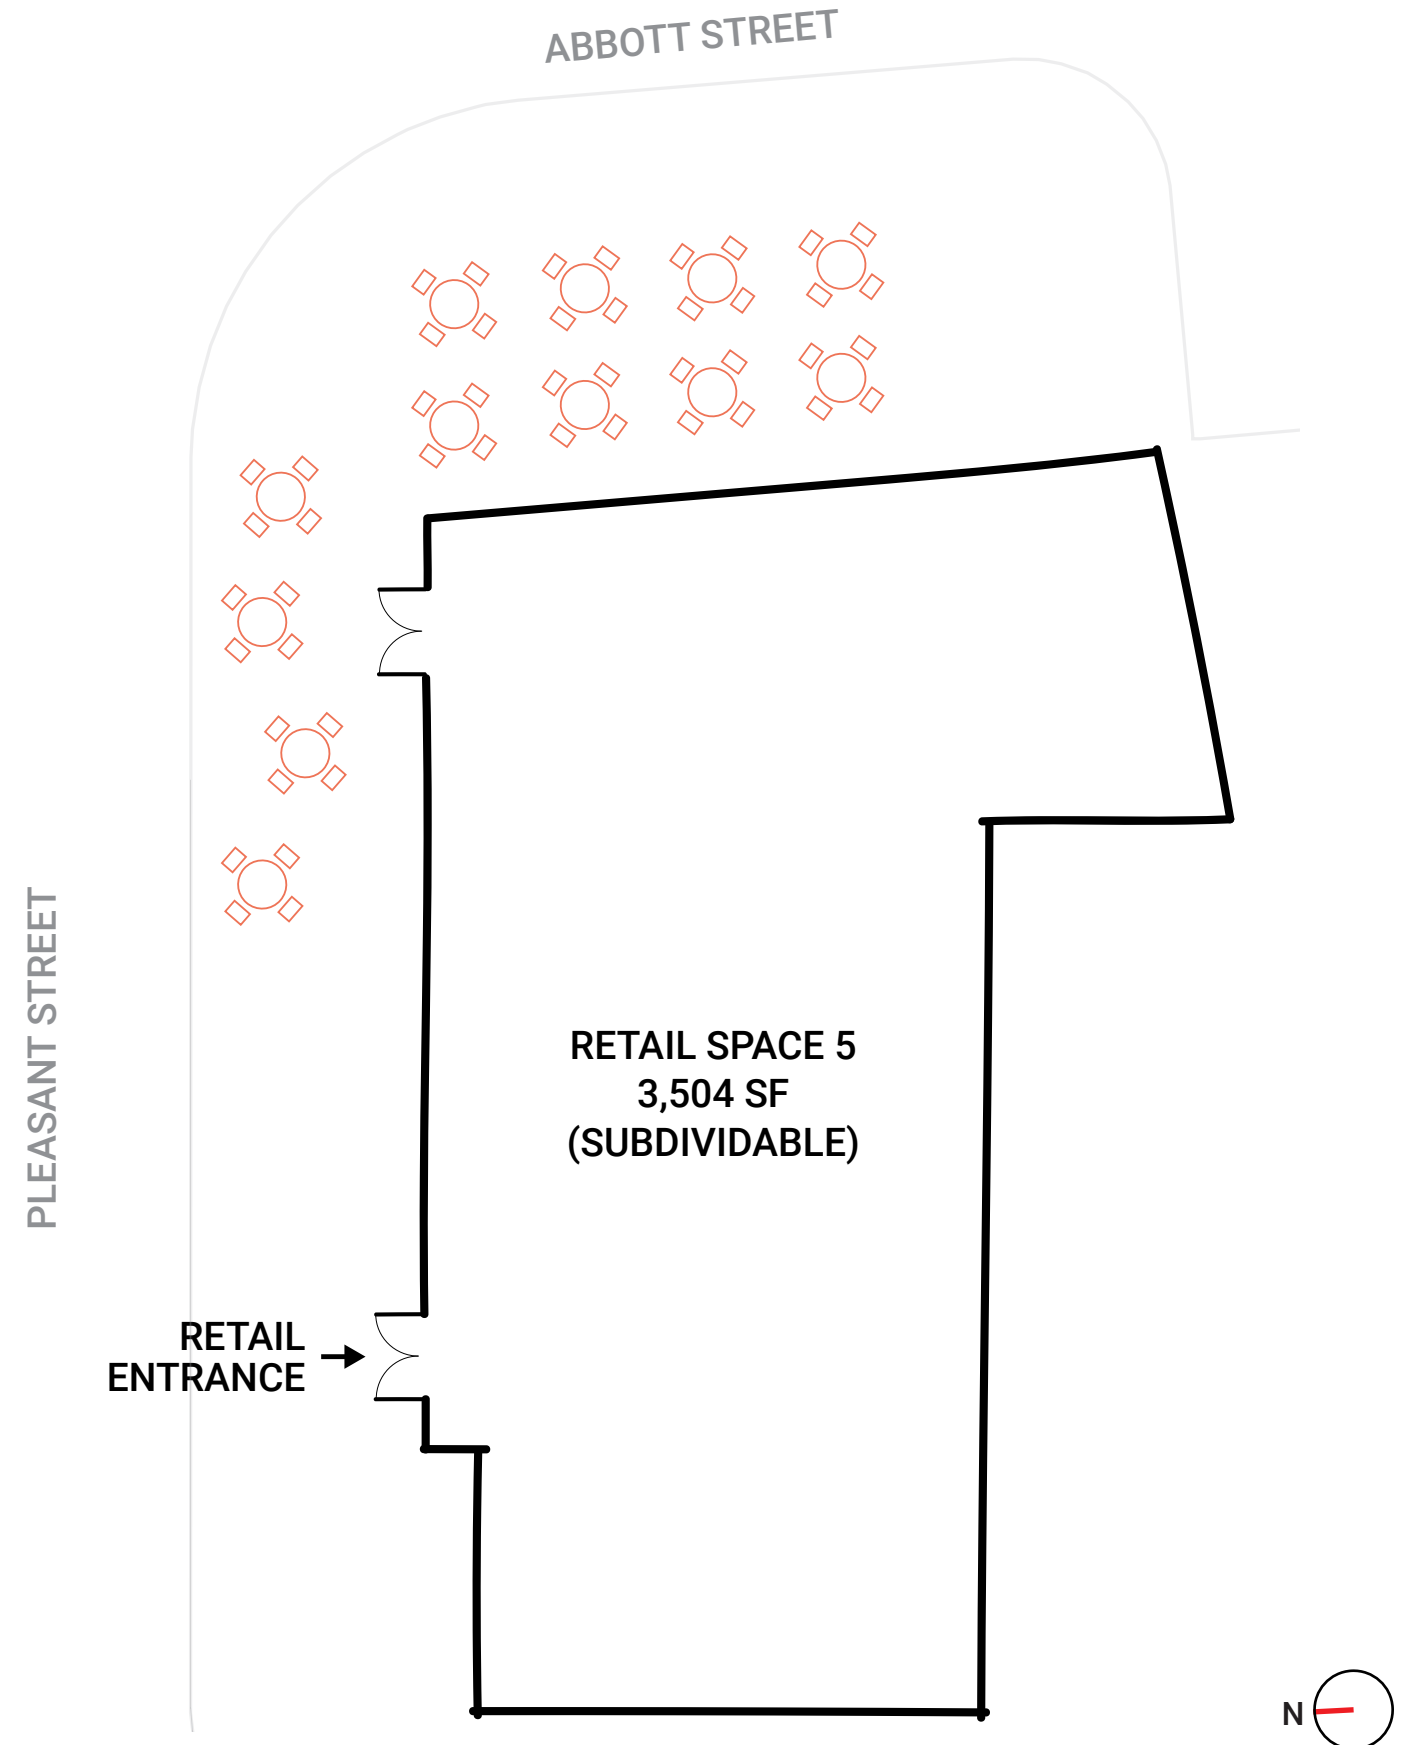 ABBOTT STREET
PLEASANT STREET
RETAIL SPACE 5
3,504 SF
(SUBDIVIDABLE)
RETAIL
ENTRANCE
N